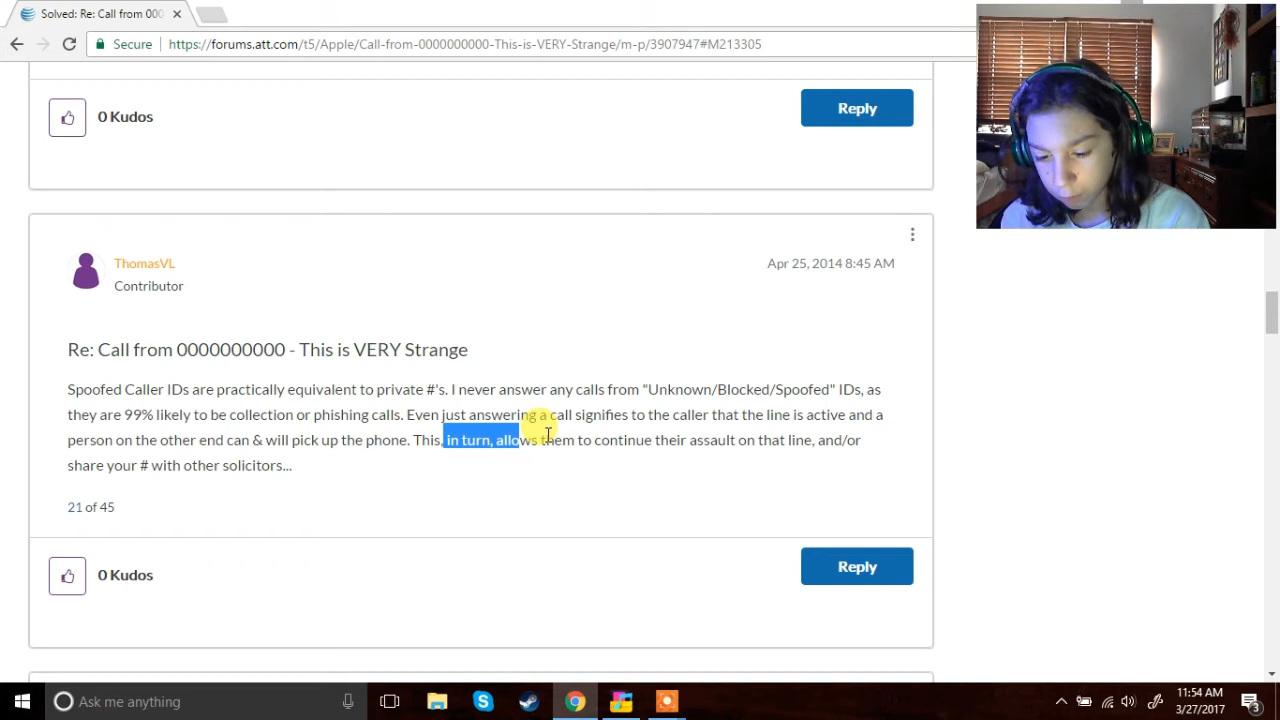 Solved: Re: Call from 000
Secure
https://forums.att.co
000000-This-is-VERY-Strange/m-p/3907947#M213305
0 Kudos
Reply
ThomasVL
Apr 25, 2014 8:45 AM
Contributor
Re: Call from 0000000000 - This is VERY Strange
Spoofed Caller IDs are practically equivalent to private #'s. I never answer any calls from "Unknown/Blocked/Spoofed" IDs, as
they are 99% likely to be collection or phishing calls. Even just answering a call signifies to the caller that the line is active and a
person on the other end can & will pick up the phone. This, in turn, allows them to continue their assault on that line, and/or
share your # with other solicitors...
21 of 45
0 Kudos
Reply
Ask me anything
11:54 AM
3/27/2017
3